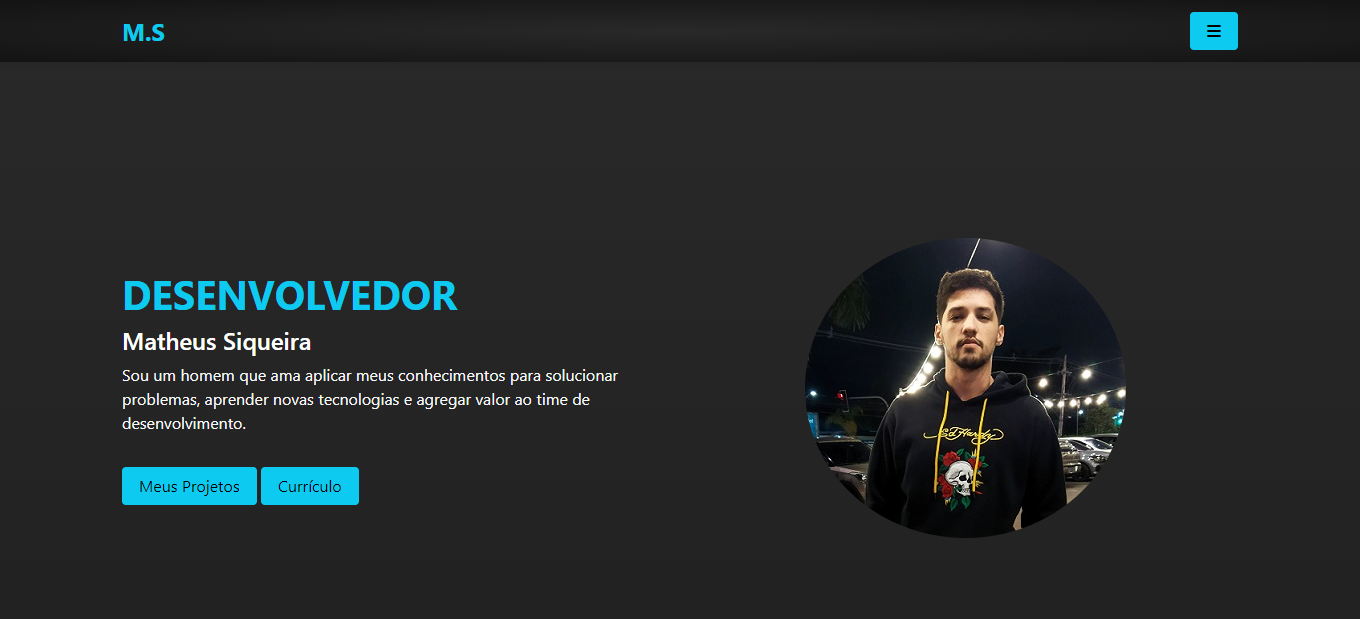 M.S
DESENVOLVEDOR
Matheus Siqueira
Sou um homem que ama aplicar meus conhecimentos para solucionar
problemas, aprender novas tecnologias e agregar valor ao time de
desenvolvimento.
Ed Hardy
Meus Projetos Currículo